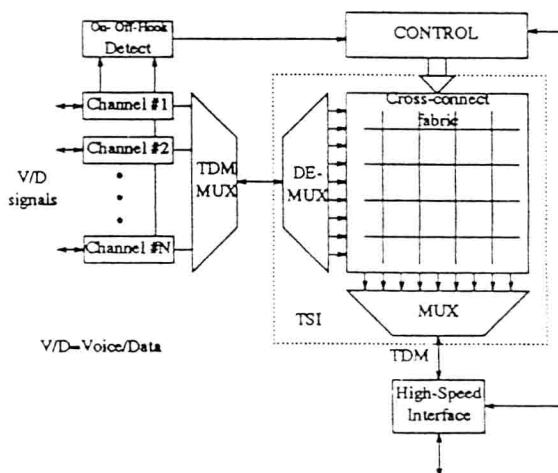 On- Off-Hook
Detect
CONTROL
Channel #1
Channel #2
Channel #N
V/D
signals
TDM
MUX
DE-
MUX
Cross-connect
fabric
MUX
TSI
TDM
V/D=Voice/Data
High-Speed
Interface